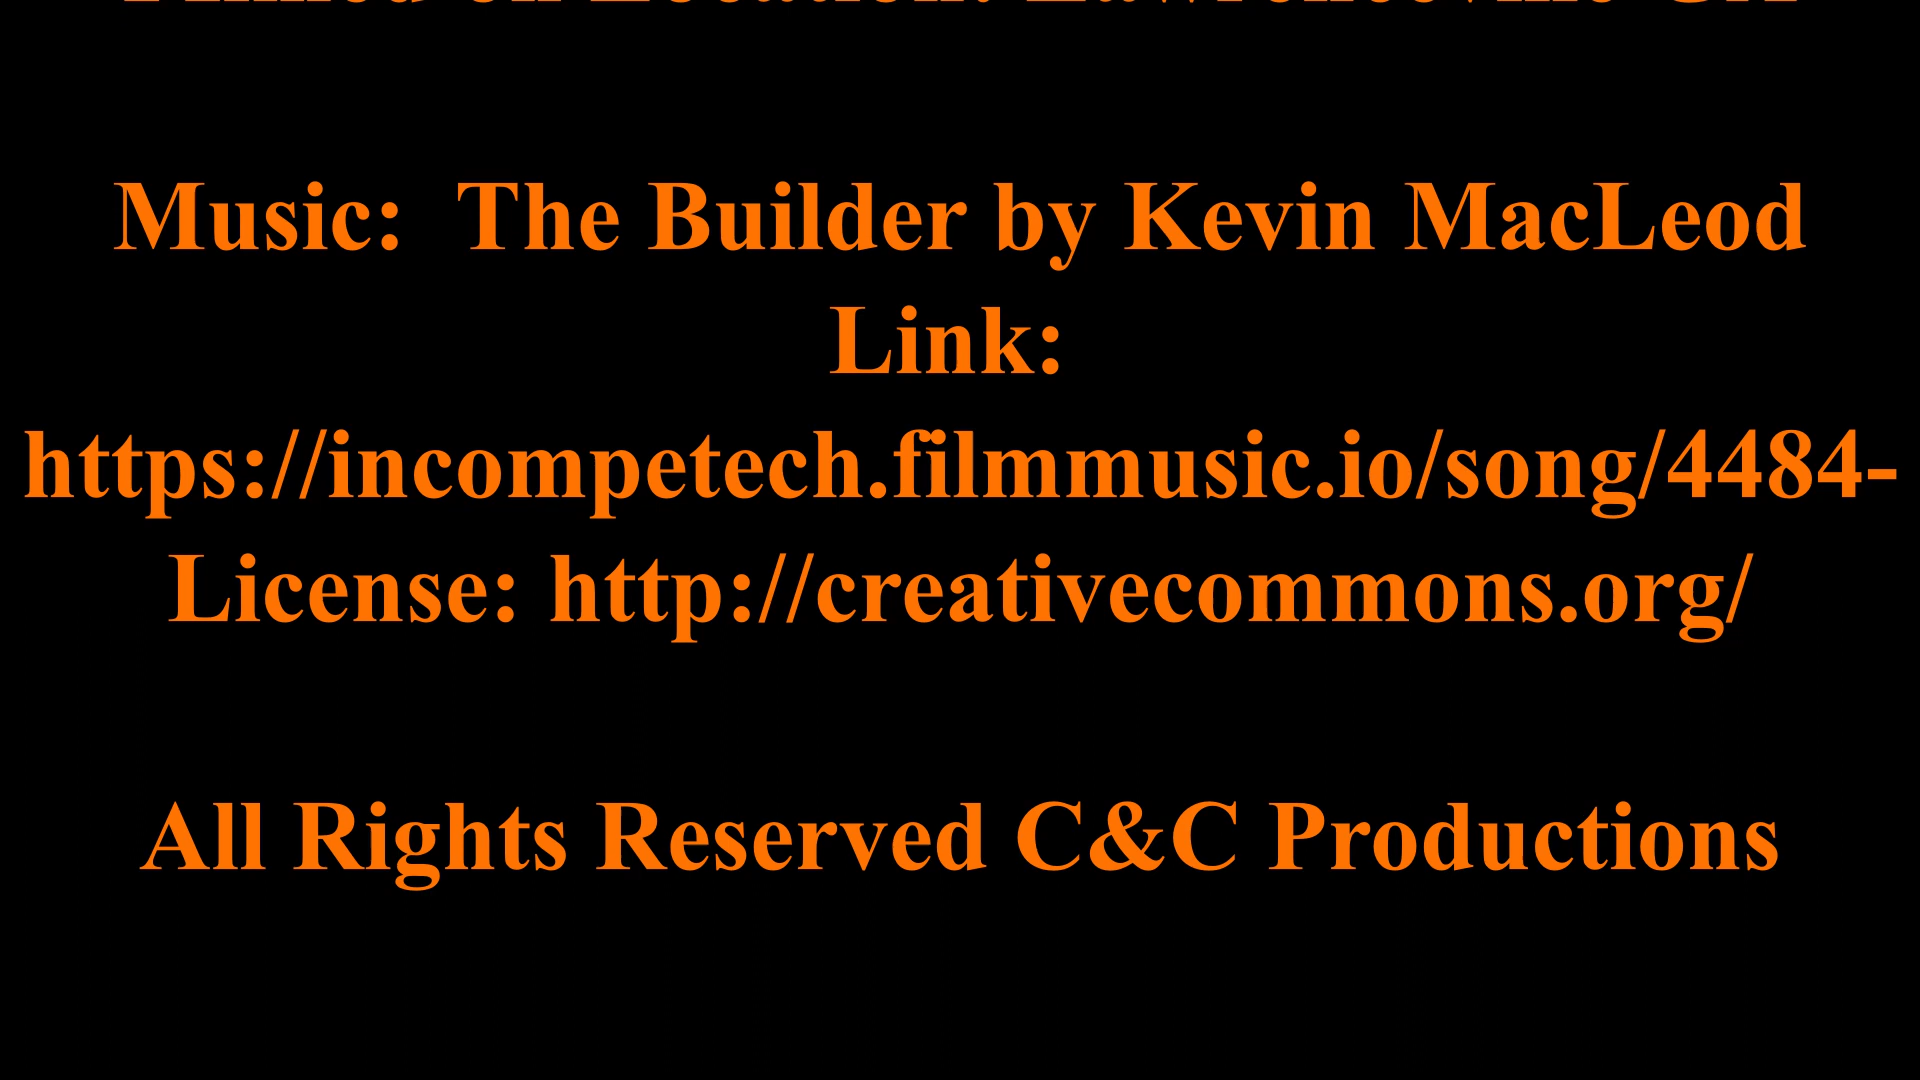 Music:  The Builder by Kevin MacLeod
Link:
https://incompetech.filmmusic.io/song/4484-
License: http://creativecommons.org/
All Rights Reserved C&C Productions